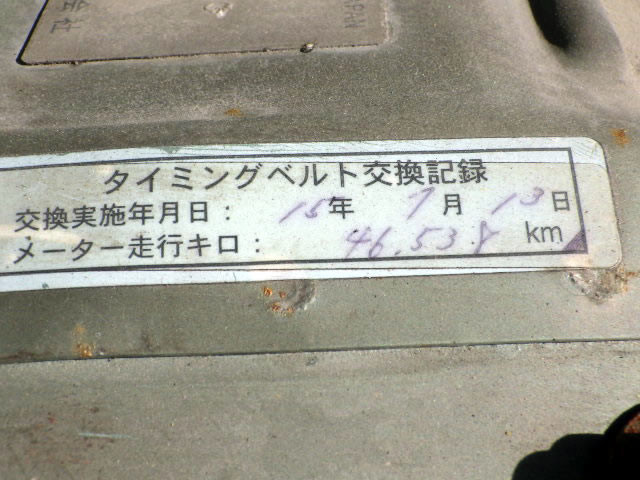 タイミングベルト交換記録
交換実施年月日： 15年 7月 13日
メーター走行キロ： 46,538 km